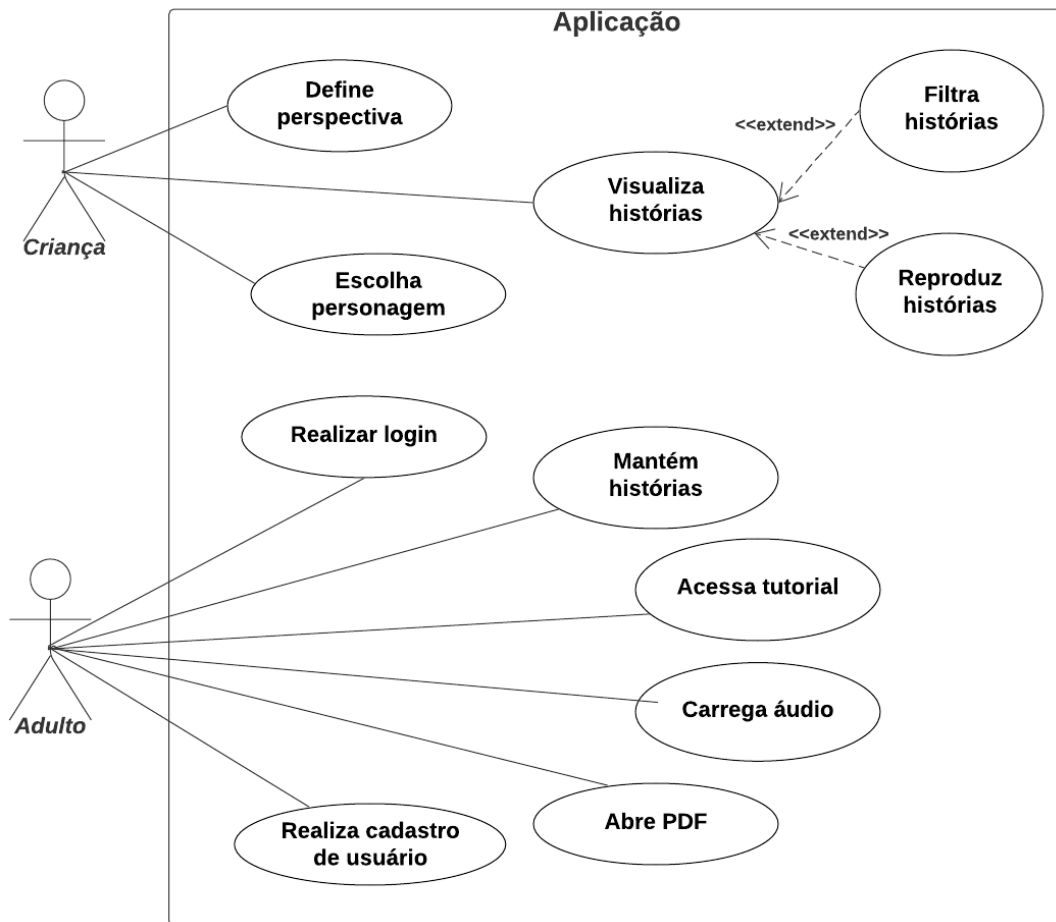 Aplicação
Define
perspectiva
Filtra
histórias
<<extend>>
Visualiza
histórias
<<extend>>
Criança
Escolha
personagem
Reproduz
histórias
Realizar login
Mantém
histórias
Acessa tutorial
Carrega áudio
Adulto
Realiza cadastro
de usuário
Abre PDF